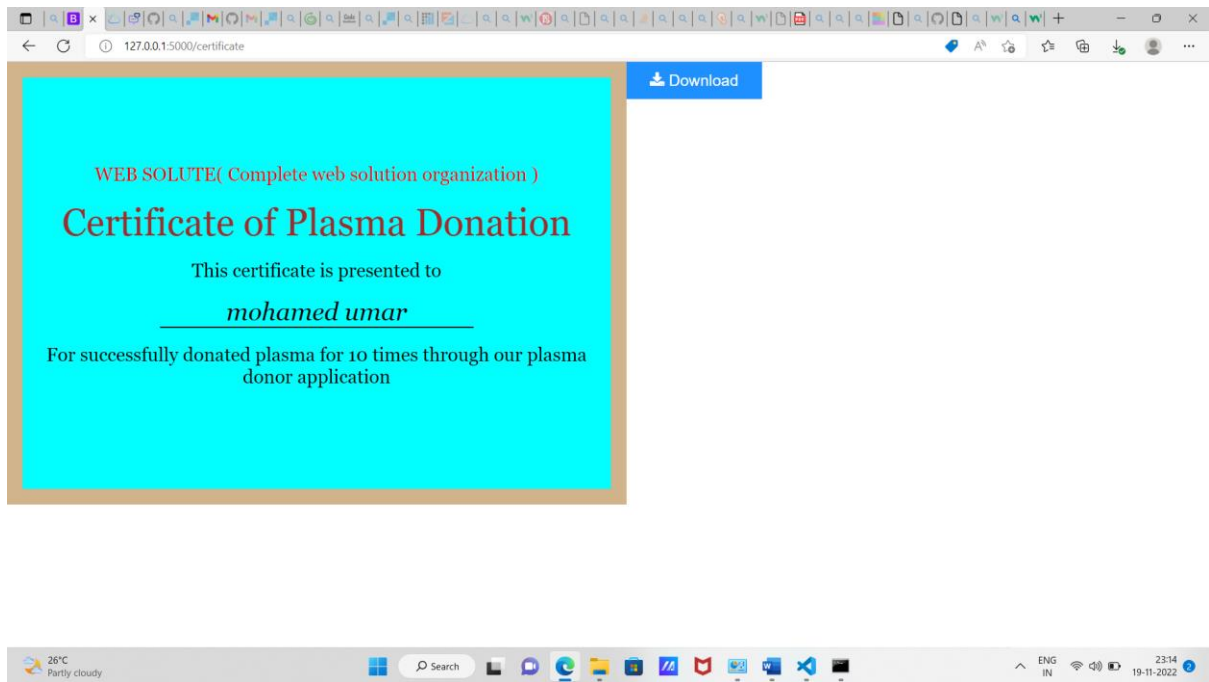 127.0.0.1:5000/certificate
Download
WEB SOLUTE( Complete web solution organization )
Certificate of Plasma Donation
This certificate is presented to
mohamed umar
For successfully donated plasma for 10 times through our plasma
donor application
26°C
Partly cloudy
Search
ENG
IN
23:14
19-11-2022
2